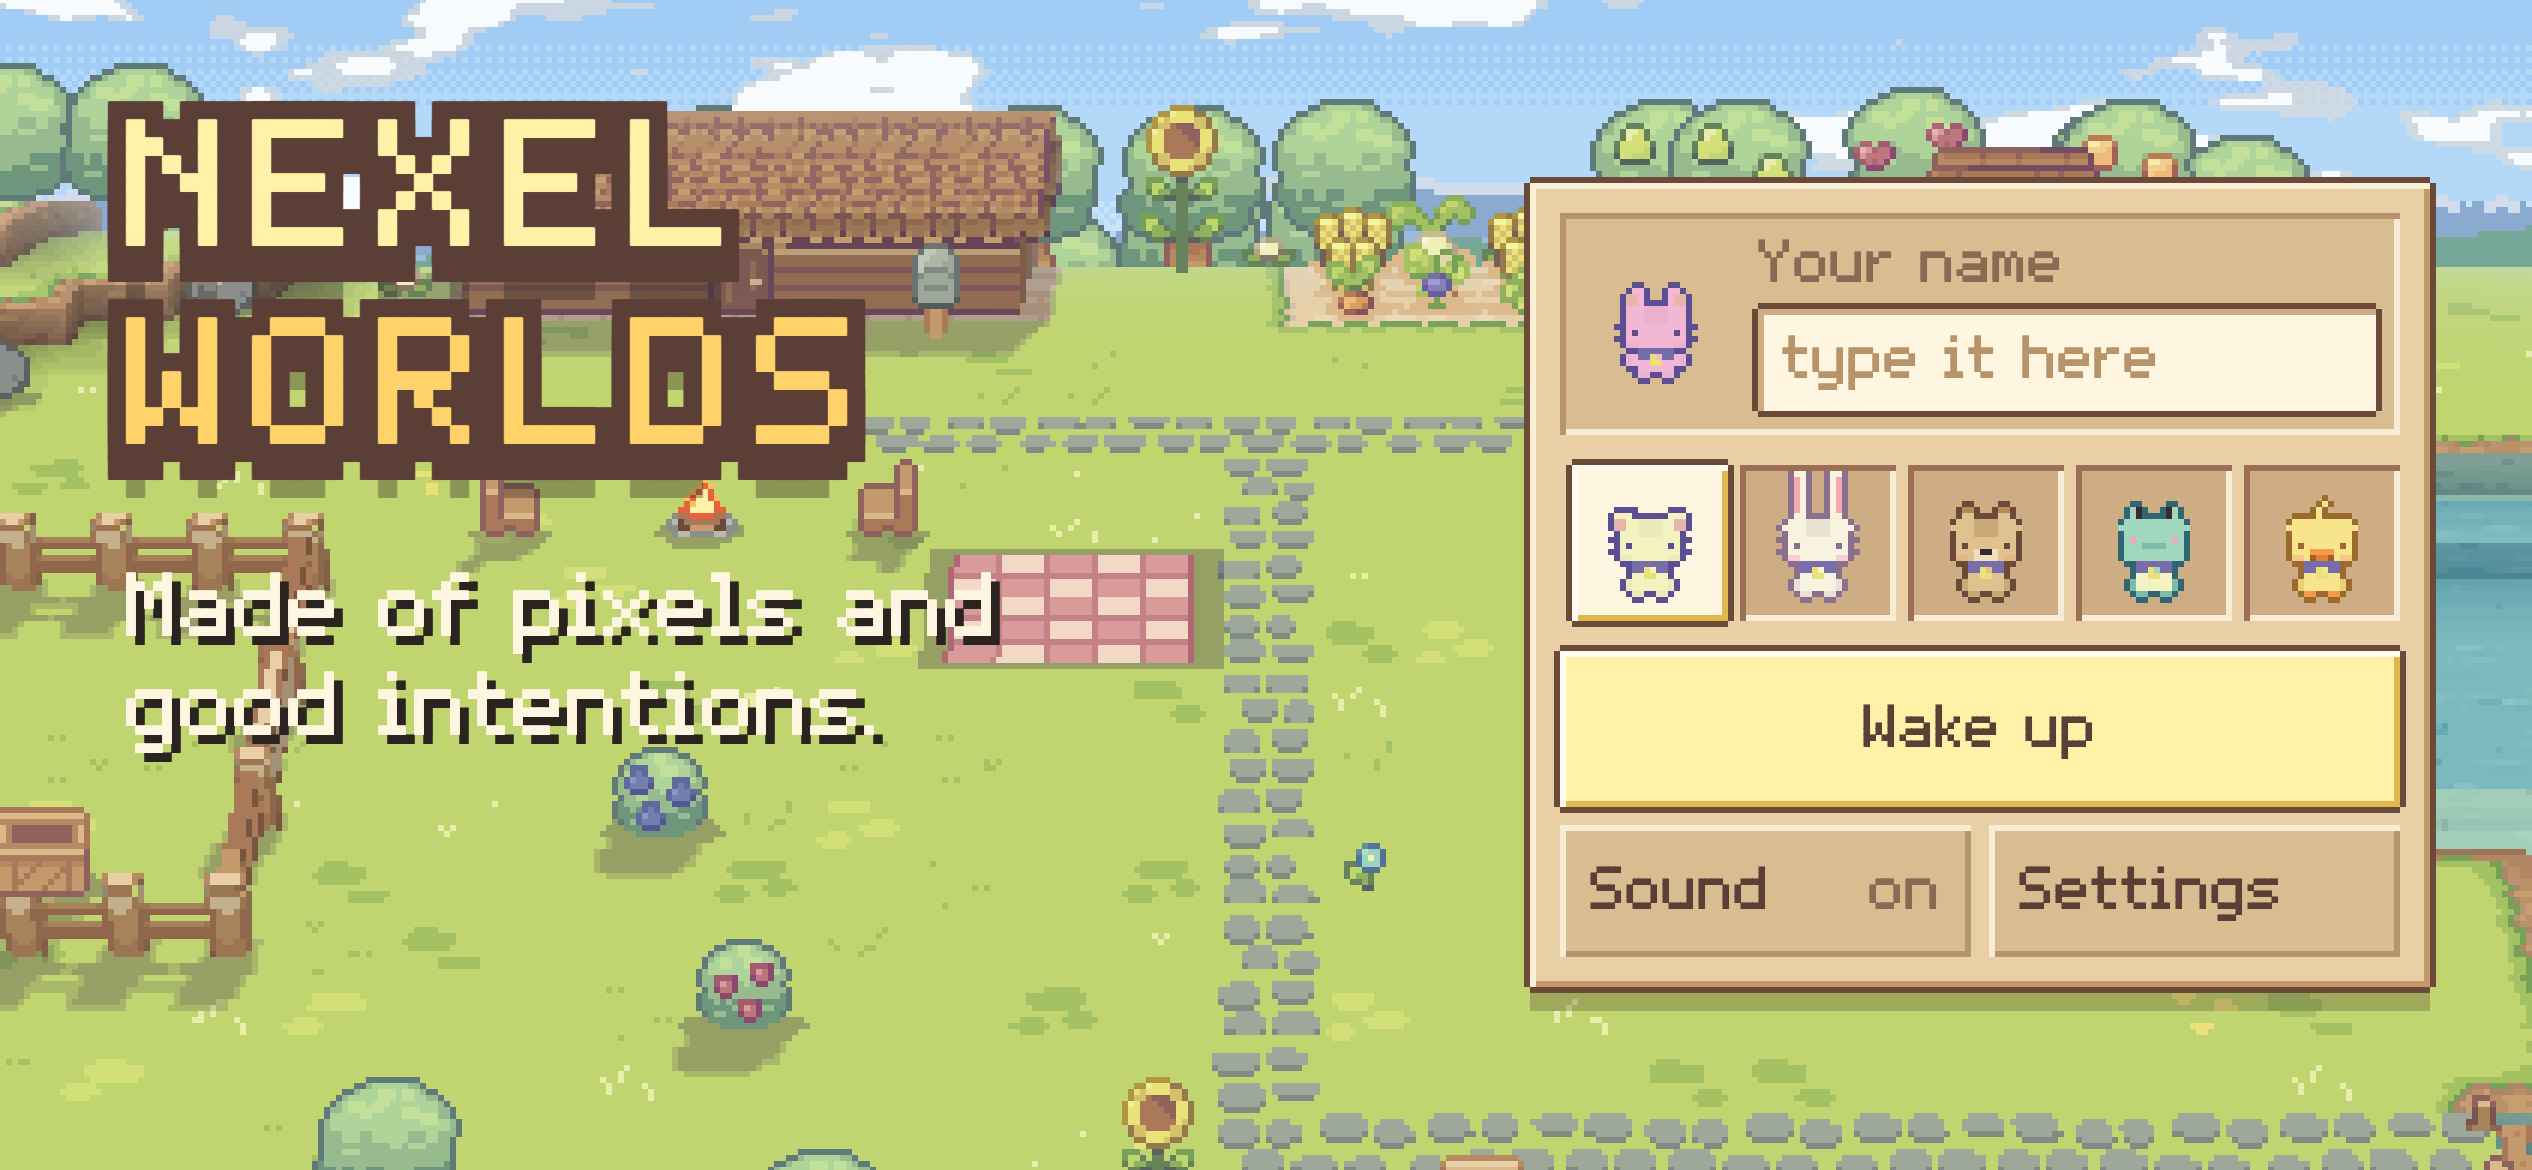 NEXEL
WORLDS
Made of pixels and
good intentions.
Your name
type it here
Wake up
Sound on
Settings